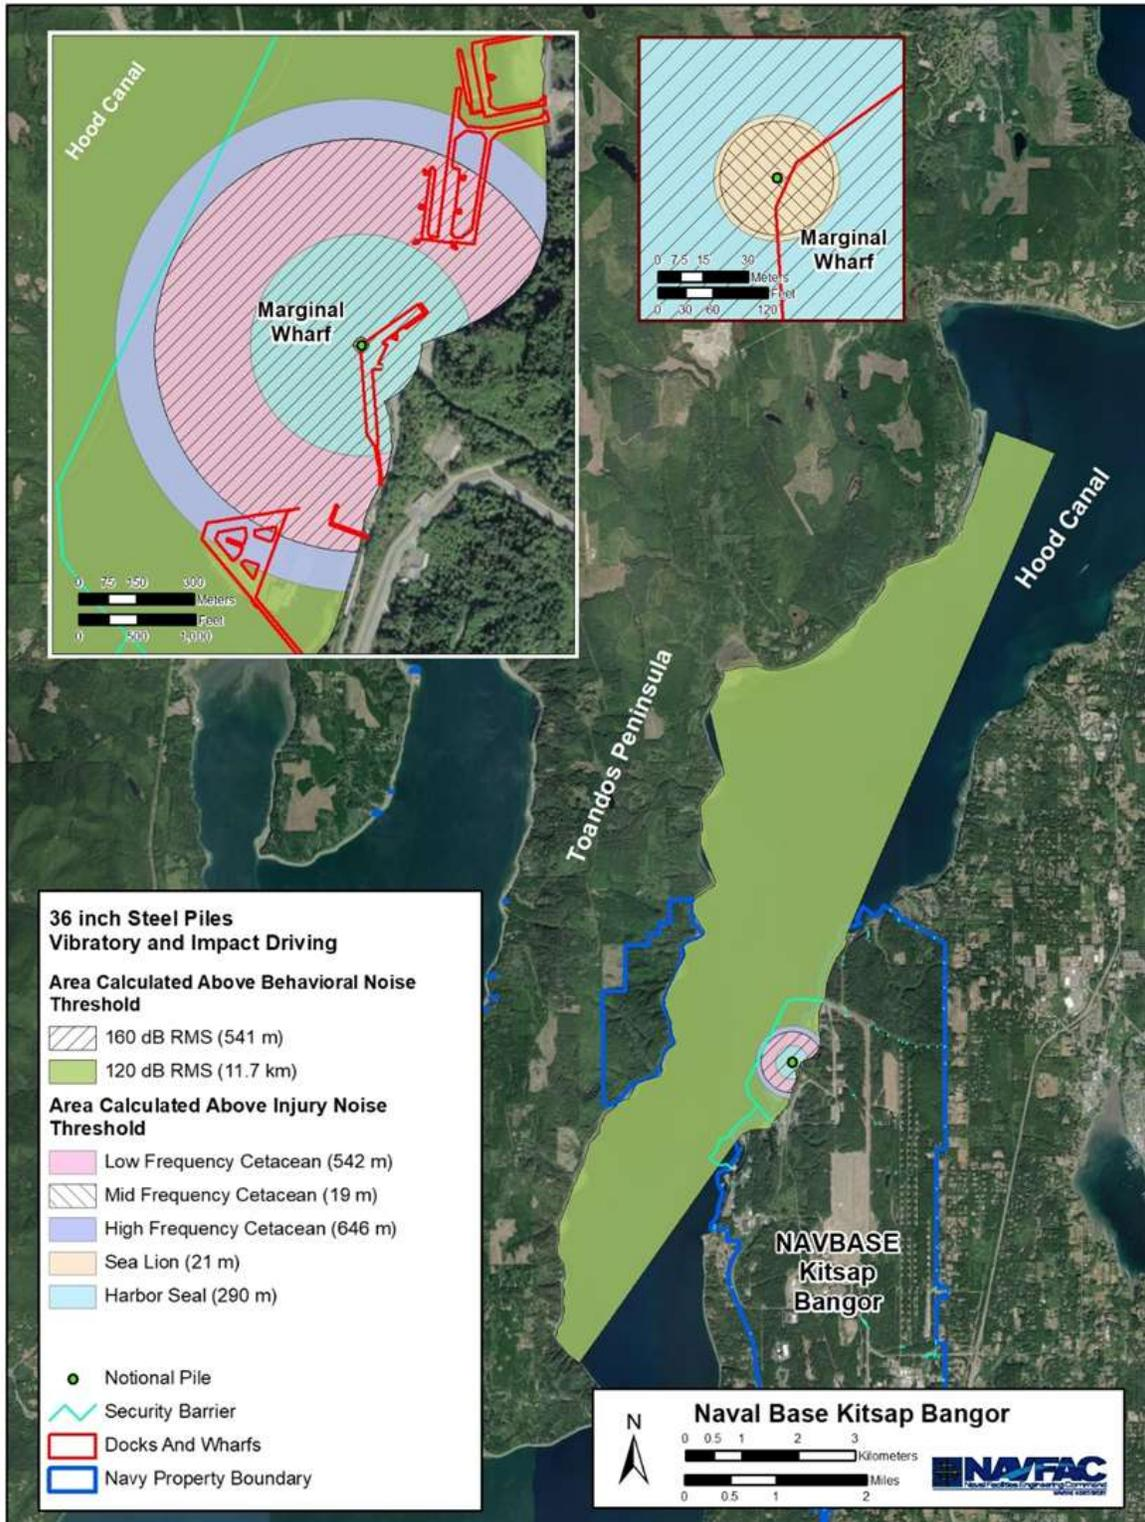 Hood Canal
Marginal
Wharf
0 75 150 300
Meters
Feet
0 500 1,000
Marginal
Wharf
0 7.5 15 30
Meters
Feet
0 30 60 120
Hood Canal
Toandos Peninsula
NAVBASE
Kitsap
Bangor
36 inch Steel Piles
Vibratory and Impact Driving
Area Calculated Above Behavioral Noise
Threshold
160 dB RMS (541 m)
120 dB RMS (11.7 km)
Area Calculated Above Injury Noise
Threshold
Low Frequency Cetacean (542 m)
Mid Frequency Cetacean (19 m)
High Frequency Cetacean (646 m)
Sea Lion (21 m)
Harbor Seal (290 m)
Notional Pile
Security Barrier
Docks And Wharfs
Navy Property Boundary
N
Naval Base Kitsap Bangor
0 0.5 1 2 3
Kilometers
Miles
0 0.5 1 2
NAVFAC
Naval Facilities Engineering Command